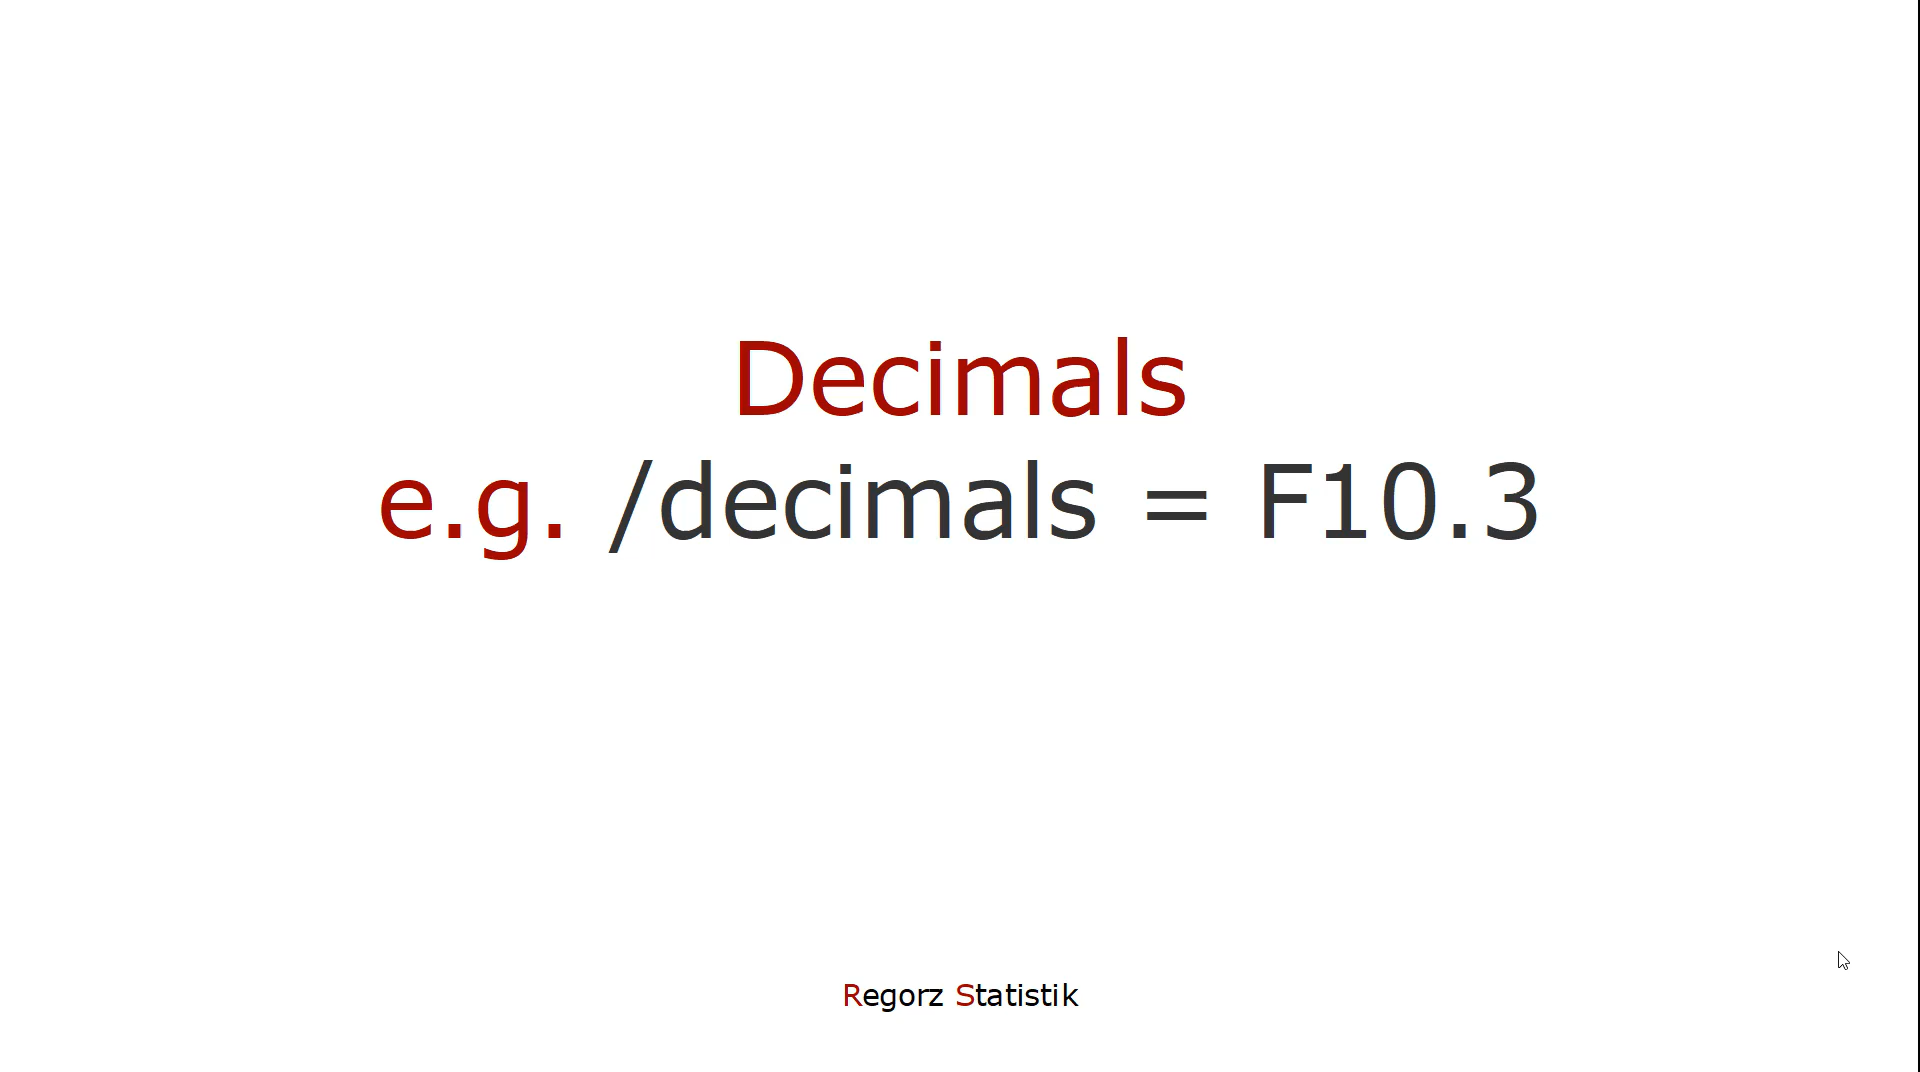 Decimals
e.g. /decimals = F10.3
Regorz Statistik